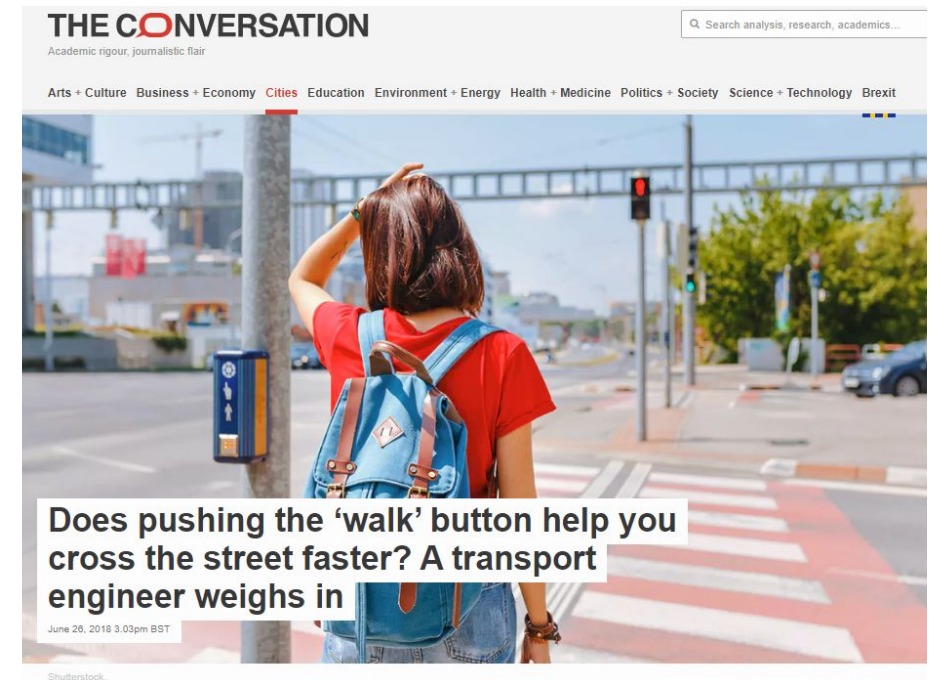 THE CONVERSATION
Academic rigour, journalistic flair
Search analysis, research, academics...
Arts + Culture Business + Economy Cities Education Environment + Energy Health + Medicine Politics + Society Science + Technology Brexit
Does pushing the ‘walk’ button help you
cross the street faster? A transport
engineer weighs in
June 26, 2018 3.03pm BST
Shutterstock.